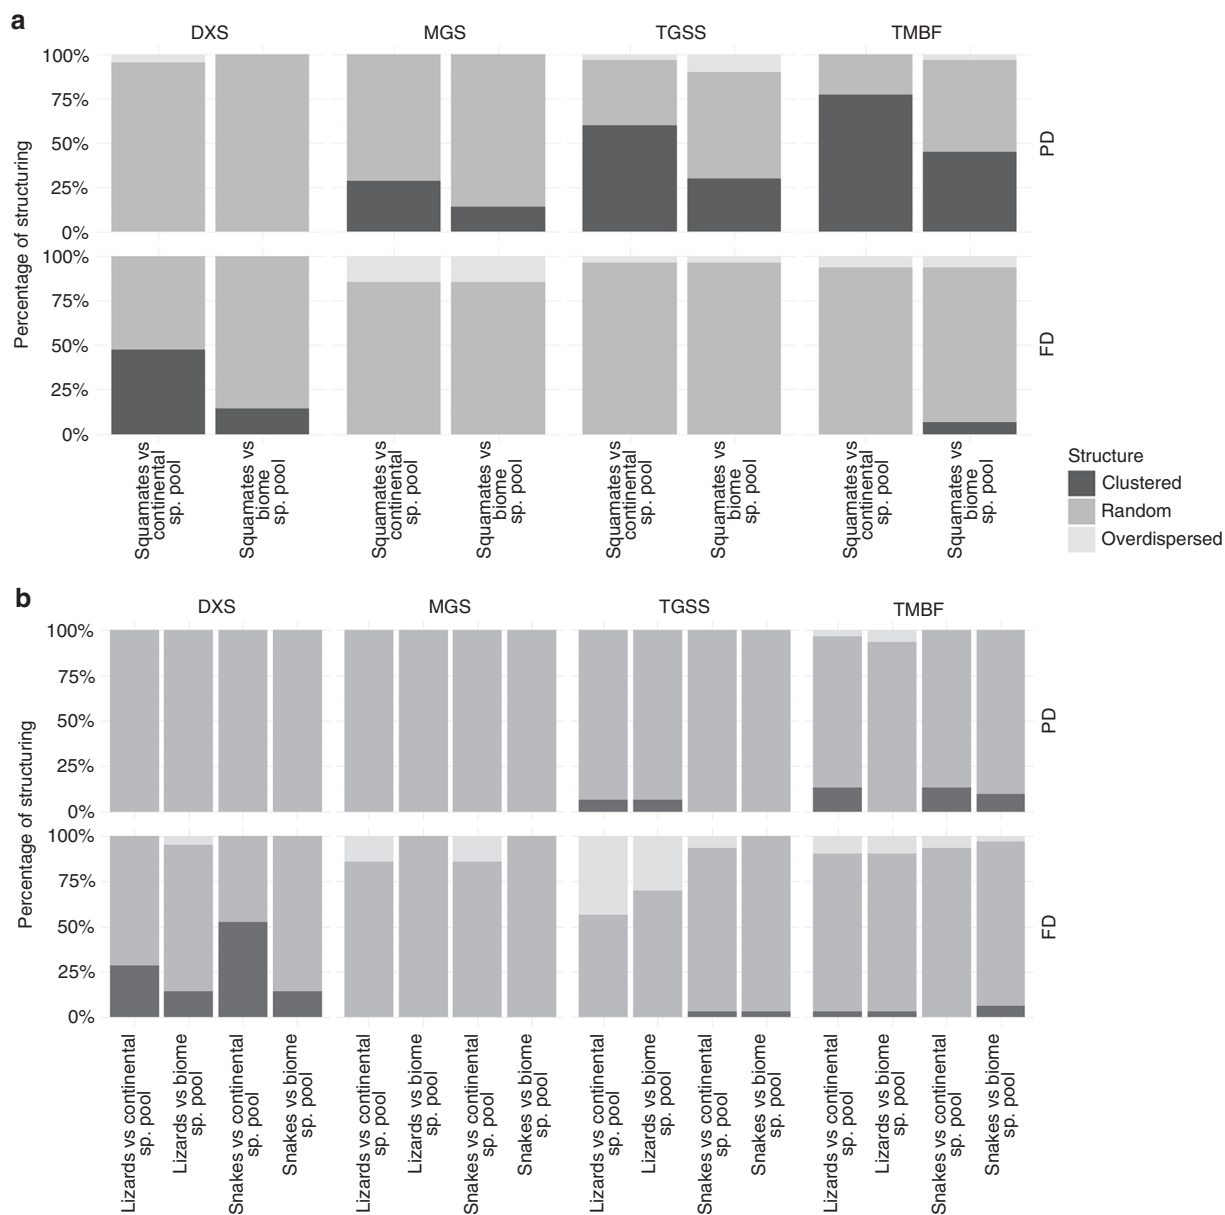 a
DXS
MGS
TGSS
TMBF
Percentage of structuring
100%
75%
50%
25%
0%
PD
100%
75%
50%
25%
0%
FD
Squamates vs
continental
sp. pool
Squamates vs
biome
sp. pool
Squamates vs
continental
sp. pool
Squamates vs
biome
sp. pool
Squamates vs
continental
sp. pool
Squamates vs
biome
sp. pool
Squamates vs
continental
sp. pool
Squamates vs
biome
sp. pool
Structure
Clustered
Random
Overdispersed
b
DXS
MGS
TGSS
TMBF
Percentage of structuring
100%
75%
50%
25%
0%
PD
100%
75%
50%
25%
0%
FD
Lizards vs continental
sp. pool
Lizards vs biome
sp. pool
Snakes vs continental
sp. pool
Snakes vs biome
sp. pool
Lizards vs continental
sp. pool
Lizards vs biome
sp. pool
Snakes vs continental
sp. pool
Snakes vs biome
sp. pool
Lizards vs continental
sp. pool
Lizards vs biome
sp. pool
Snakes vs continental
sp. pool
Snakes vs biome
sp. pool
Lizards vs continental
sp. pool
Lizards vs biome
sp. pool
Snakes vs continental
sp. pool
Snakes vs biome
sp. pool